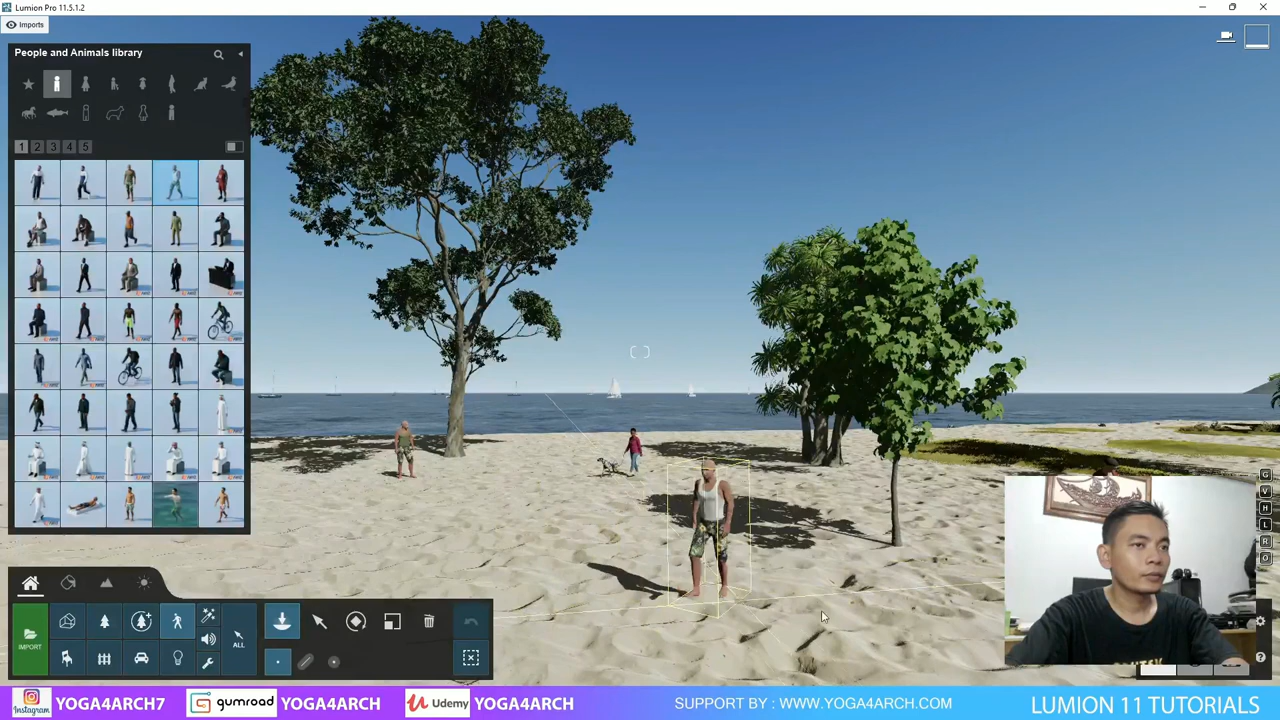 Lumion Pro 11.5.1.2
Imports
People and Animals library
1 2 3 4 5
G
V
H
L
R
O
IMPORT
ALL
Instagram
YOGA4ARCH7
gumroad
YOGA4ARCH
Udemy
YOGA4ARCH
SUPPORT BY : WWW.YOGA4ARCH.COM
LUMION 11 TUTORIALS